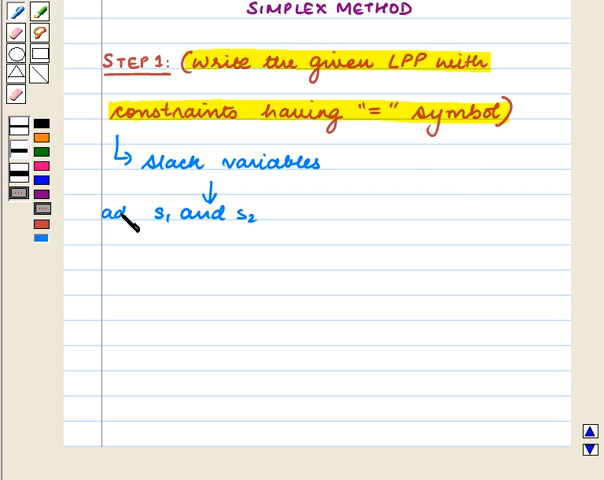 SIMPLEX METHOD
STEP 1: (Write the given LPP with
constraints having "=" symbol)
↳ slack variables
↓
ad s₁ and s₂